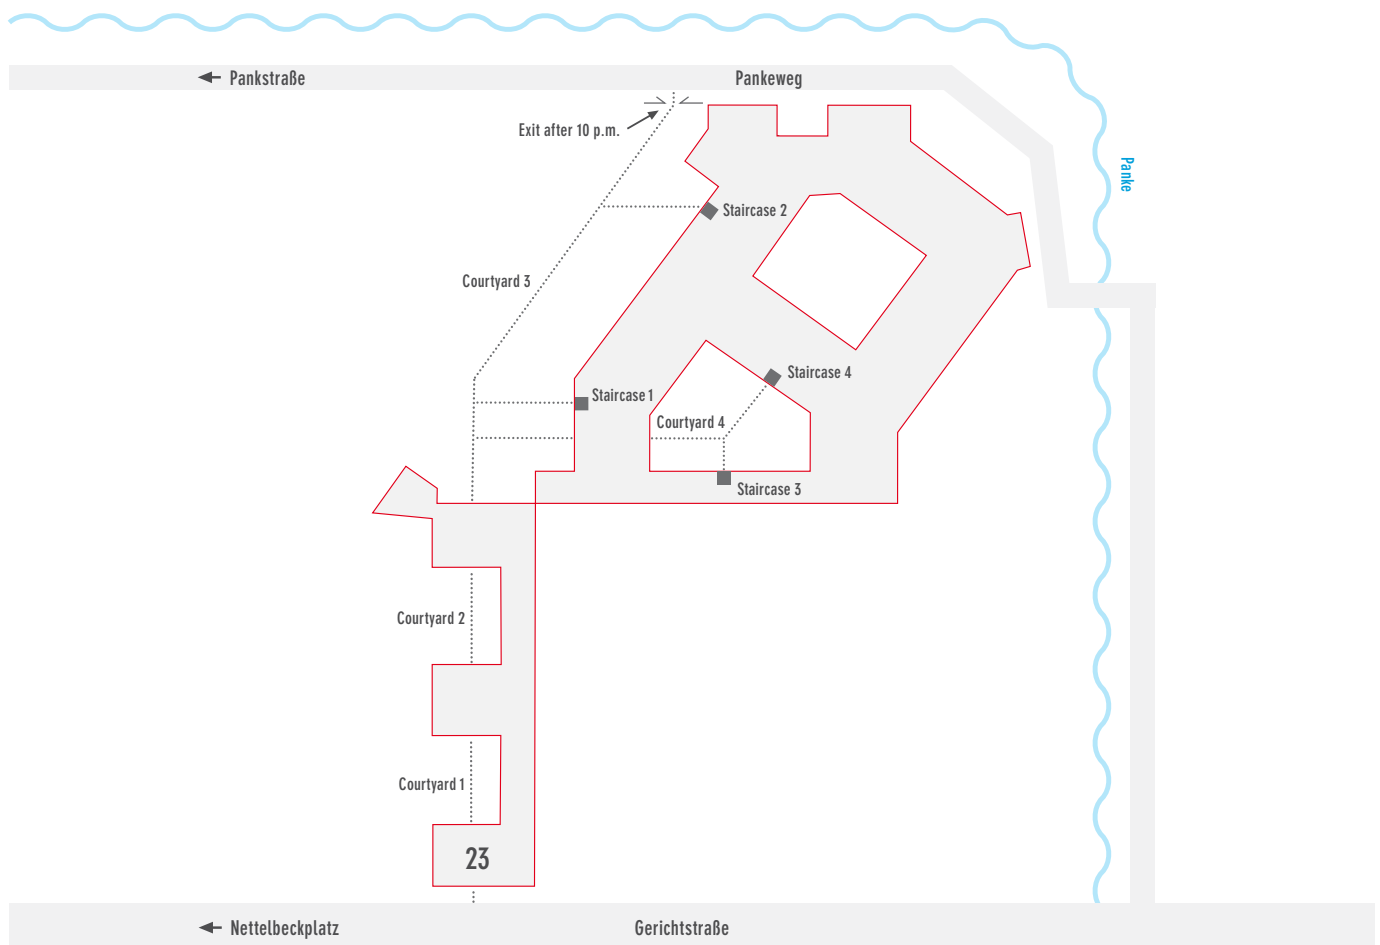 Pankstraße
Pankeweg
Exit after 10 p.m.
Panke
Staircase 2
Courtyard 3
Staircase 4
Staircase 1
Courtyard 4
Staircase 3
Courtyard 2
Courtyard 1
23
Nettelbeckplatz
Gerichtstraße